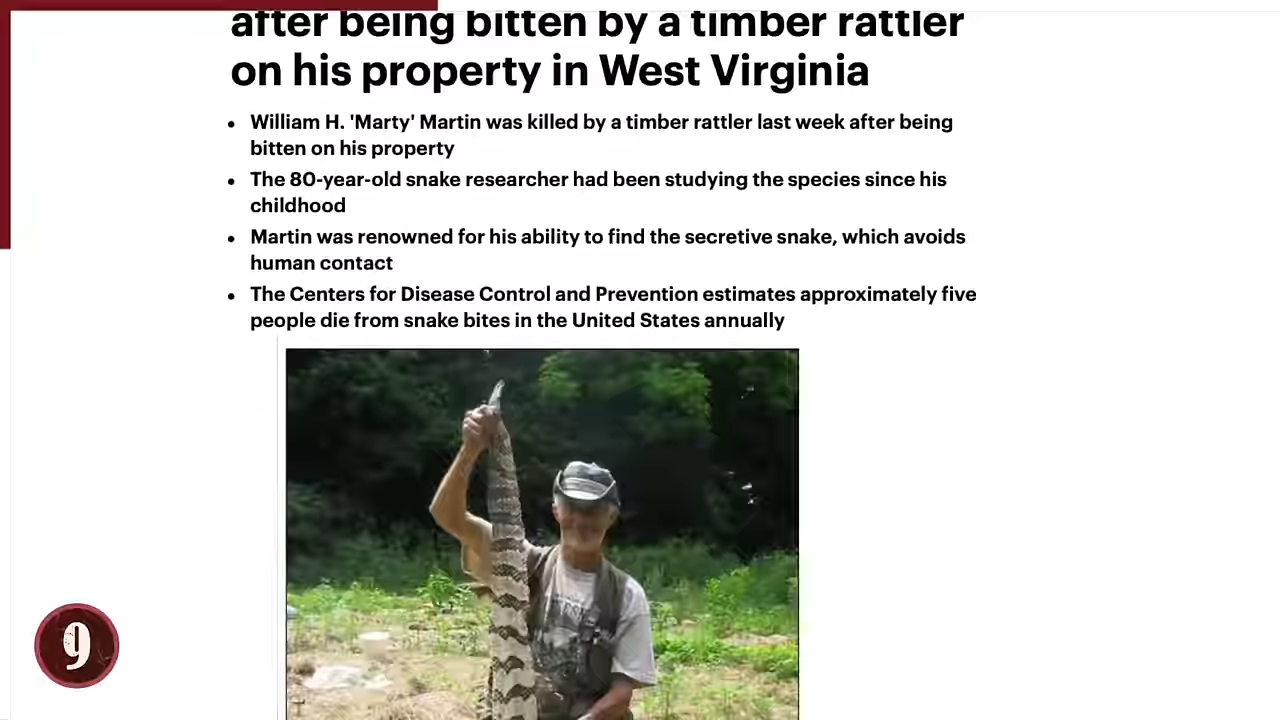 after being bitten by a timber rattler
on his property in West Virginia
William H. 'Marty' Martin was killed by a timber rattler last week after being
bitten on his property
The 80-year-old snake researcher had been studying the species since his
childhood
Martin was renowned for his ability to find the secretive snake, which avoids
human contact
The Centers for Disease Control and Prevention estimates approximately five
people die from snake bites in the United States annually
9